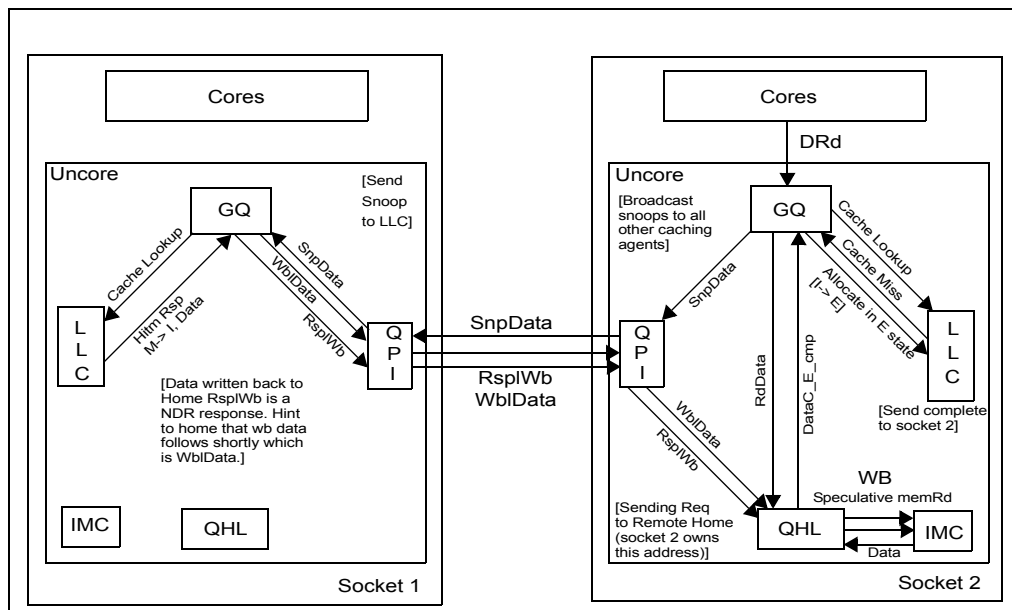 Cores
Uncore
[Send
Snoop
to LLC]
GQ
Cache Lookup
Hitm Rsp
M-> I, Data
SnpData
WblData
RspIWb
L
L
C
Q
P
I
[Data written back to
Home RspIWb is a
NDR response. Hint
to home that wb data
follows shortly which
is WblData.]
IMC
QHL
Socket 1
SnpData
RspIWb
WblData
Cores
DRd
Uncore
[Broadcast
snoops to all
other caching
agents]
GQ
Cache Lookup
Cache Miss
Allocate in E state
[I-> E]
SnpData
Q
P
I
L
L
C
RdData
DataC_E_cmp
WblData
RspIWb
[Send complete
to socket 2]
WB
Speculative memRd
[Sending Req
to Remote Home
(socket 2 owns
this address)]
QHL
IMC
Data
Socket 2